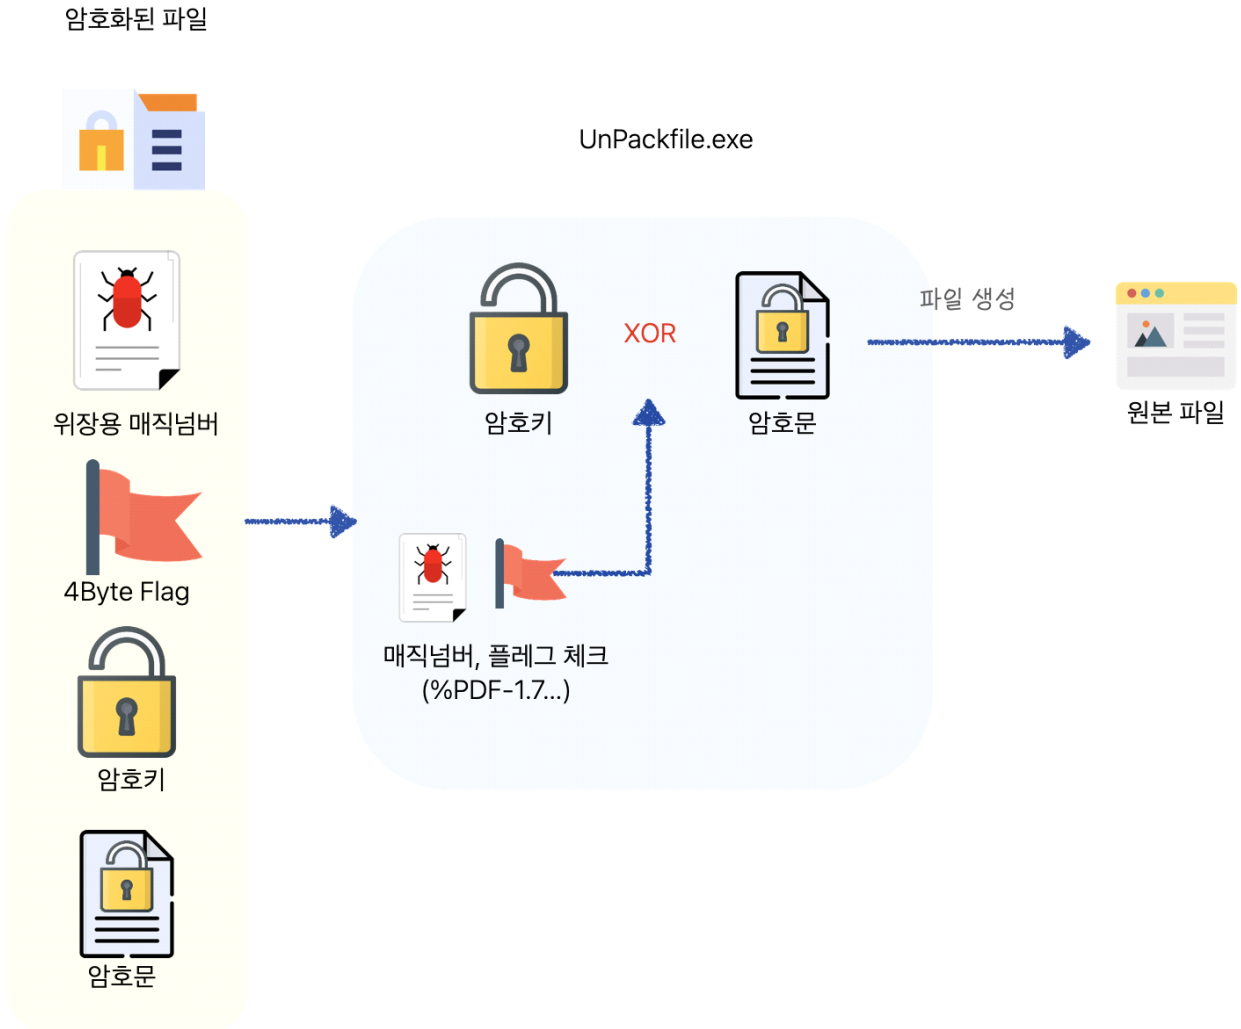 암호화된 파일
UnPackfile.exe
위장용 매직넘버
4Byte Flag
암호키
암호문
암호키
XOR
암호문
매직넘버, 플레그 체크
(%PDF-1.7...)
파일 생성
원본 파일